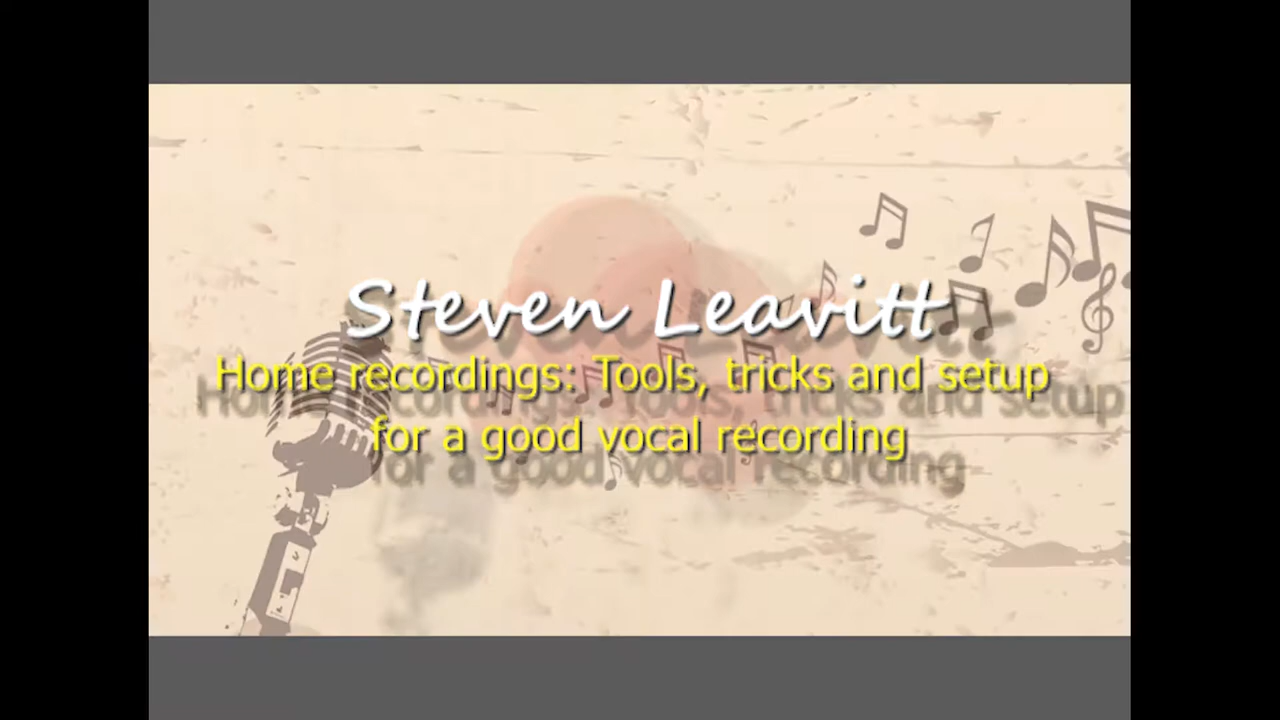 Steven Leavitt
Home recordings: Tools, tricks and setup
for a good vocal recording